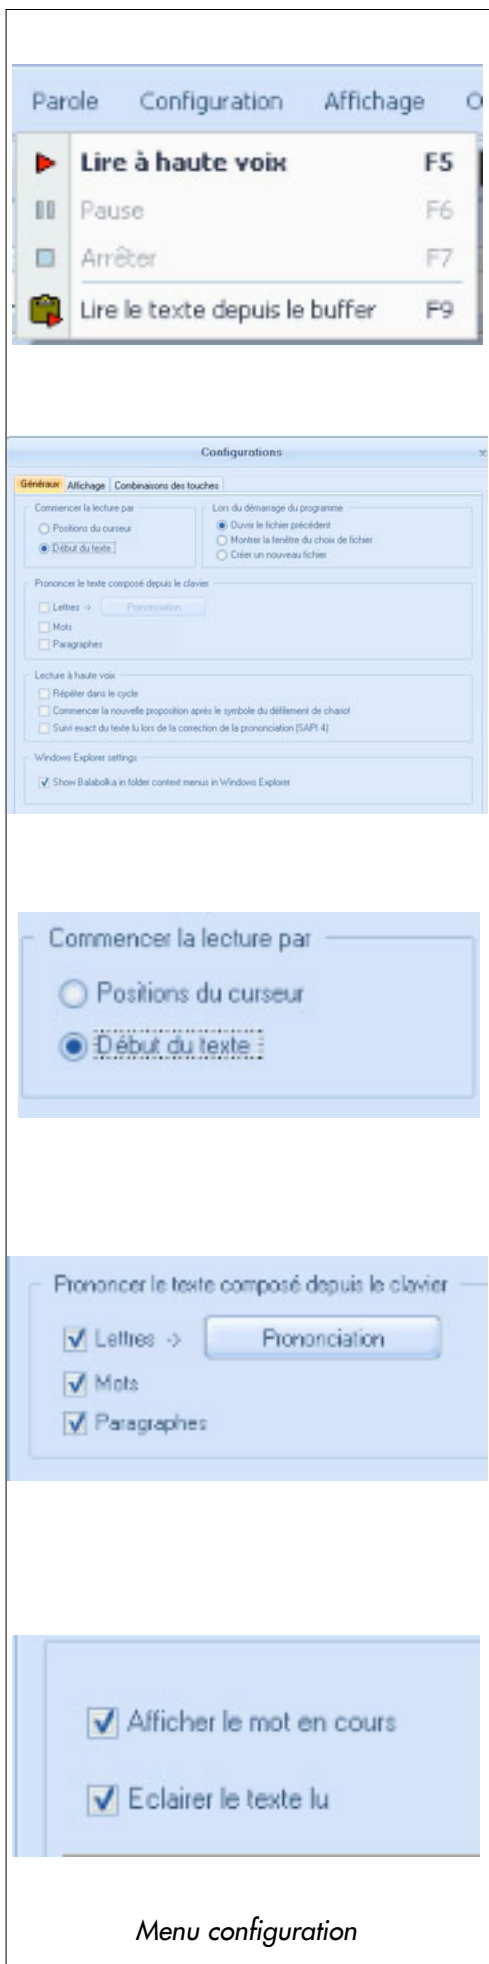 Parole Configuration Affichage O
Lire à haute voix F5
Pause F6
Arrêter F7
Lire le texte depuis le buffer F9
Configurations x
Généraux Affichage Combinaisons des touches
Commencer la lecture par
Positions du curseur
Début du texte
Lors du démarrage du programme
Ouvrir le fichier précédent
Montrer la fenêtre du choix de fichier
Créer un nouveau fichier
Prononcer le texte composé depuis le clavier
Lettres -> Prononciation
Mots
Paragraphes
Lecture à haute voix
Répéter dans le cycle
Commencer la nouvelle proposition après le symbole du défilement de chariot
Suivi exact du texte lu lors de la correction de la prononciation (SAPI 4)
Windows Explorer settings
Show Balabolka in folder context menus in Windows Explorer
Commencer la lecture par
Positions du curseur
Début du texte
Prononcer le texte composé depuis le clavier
Lettres -> Prononciation
Mots
Paragraphes
Afficher le mot en cours
Eclairer le texte lu
Menu configuration